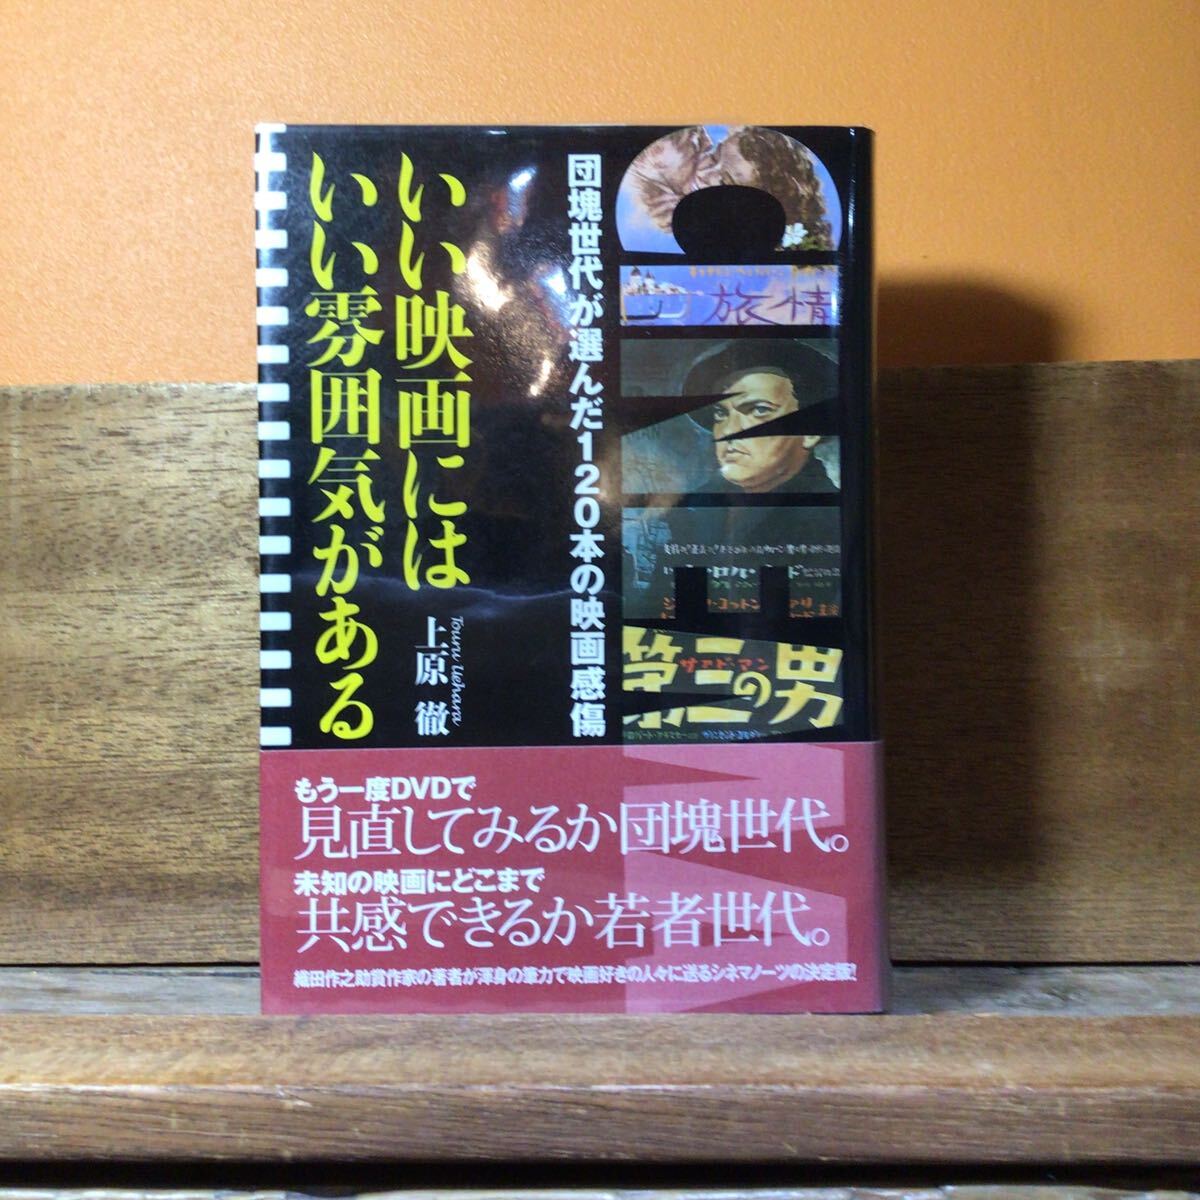 団塊世代が選んだ120本の映画感傷
いい映画には
いい雰囲気がある
上原 徹
Touru Uehara
CINEMA
旅情
第三の男
サアドマン
もう一度DVDで
見直してみるか団塊世代。
未知の映画にどこまで
共感できるか若者世代。
織田作之助賞作家の著者が渾身の筆力で映画好きの人々に送るシネマノーツの決定版!